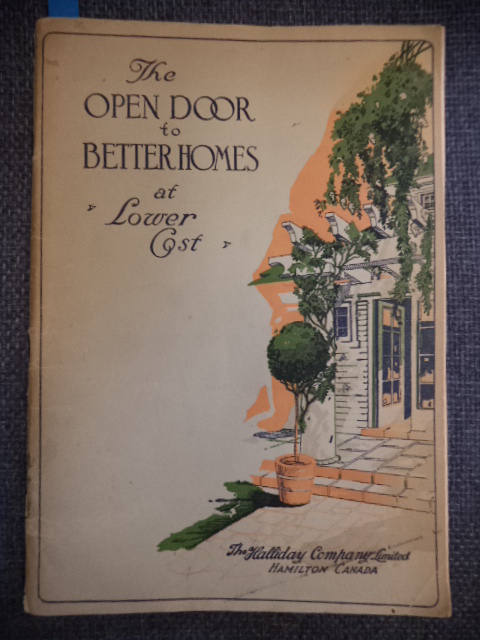 The
OPEN DOOR
to
BETTER HOMES
at
Lower
Cost
The Halliday Company Limited
HAMILTON CANADA